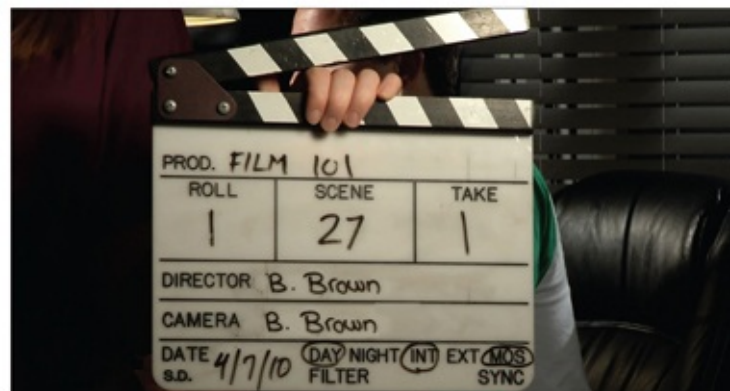 PROD. FILM 101
ROLL SCENE TAKE
1 27 1
DIRECTOR B. Brown
CAMERA B. Brown
DATE 4/7/10 DAY NIGHT INT EXT MOS
S.D. FILTER SYNC